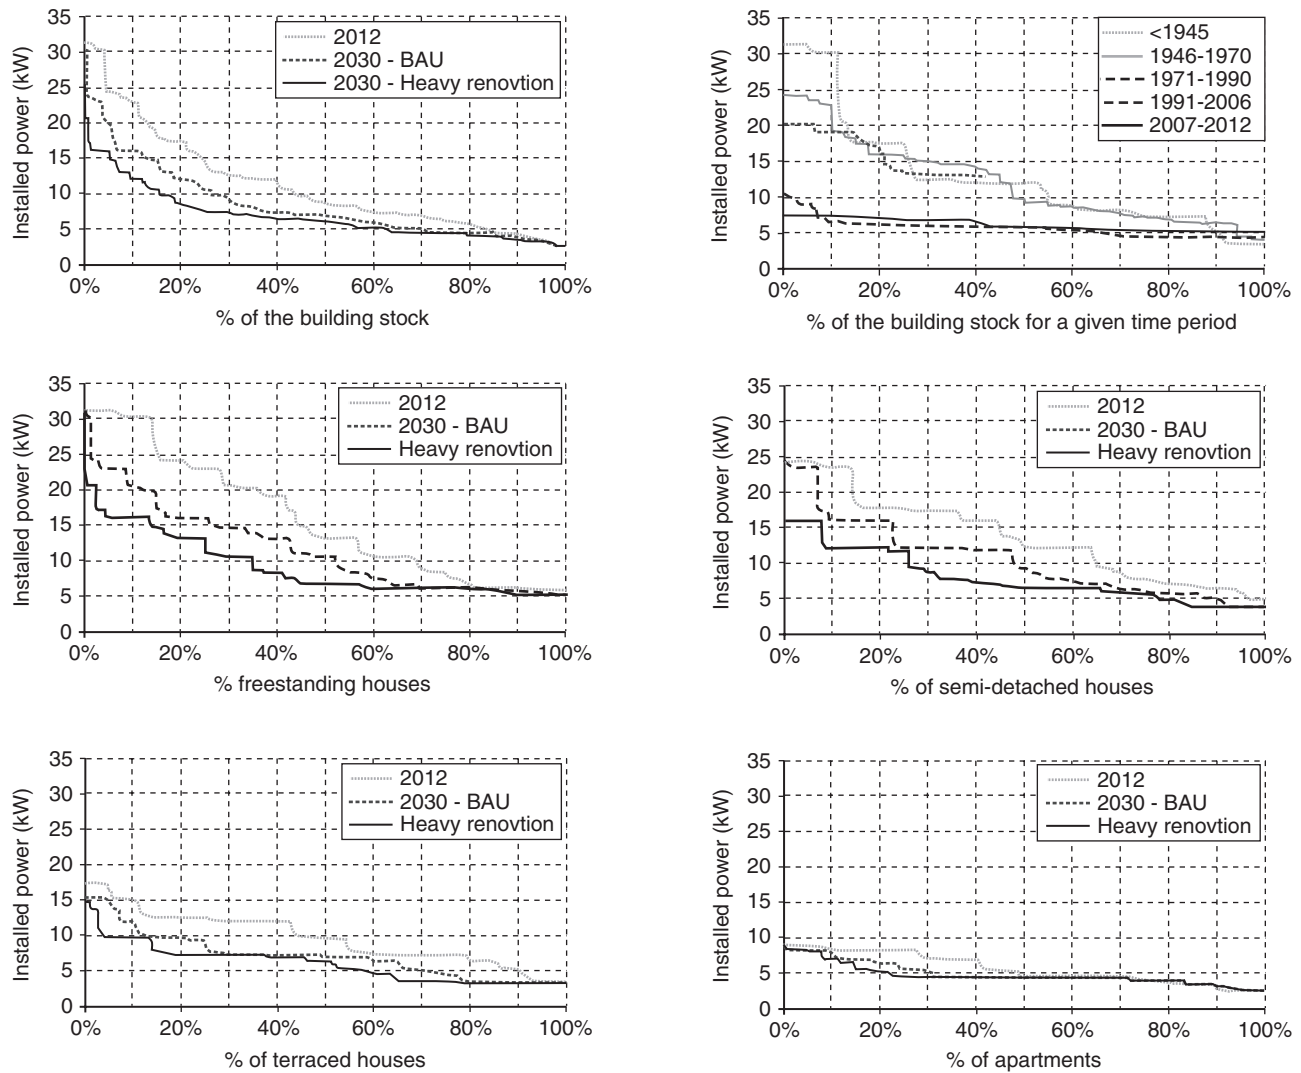 Installed power (kW)
35
30
25
20
15
10
5
0
0% 20% 40% 60% 80% 100%
% of the building stock
2012
2030 - BAU
2030 - Heavy renovtion
Installed power (kW)
35
30
25
20
15
10
5
0
0% 20% 40% 60% 80% 100%
% of the building stock for a given time period
<1945
1946-1970
1971-1990
1991-2006
2007-2012
Installed power (kW)
35
30
25
20
15
10
5
0
0% 20% 40% 60% 80% 100%
% freestanding houses
2012
2030 - BAU
Heavy renovtion
Installed power (kW)
35
30
25
20
15
10
5
0
0% 20% 40% 60% 80% 100%
% of semi-detached houses
2012
2030 - BAU
Heavy renovtion
Installed power (kW)
35
30
25
20
15
10
5
0
0% 20% 40% 60% 80% 100%
% of terraced houses
2012
2030 - BAU
Heavy renovtion
Installed power (kW)
35
30
25
20
15
10
5
0
0% 20% 40% 60% 80% 100%
% of apartments
2012
2030 - BAU
Heavy renovtion